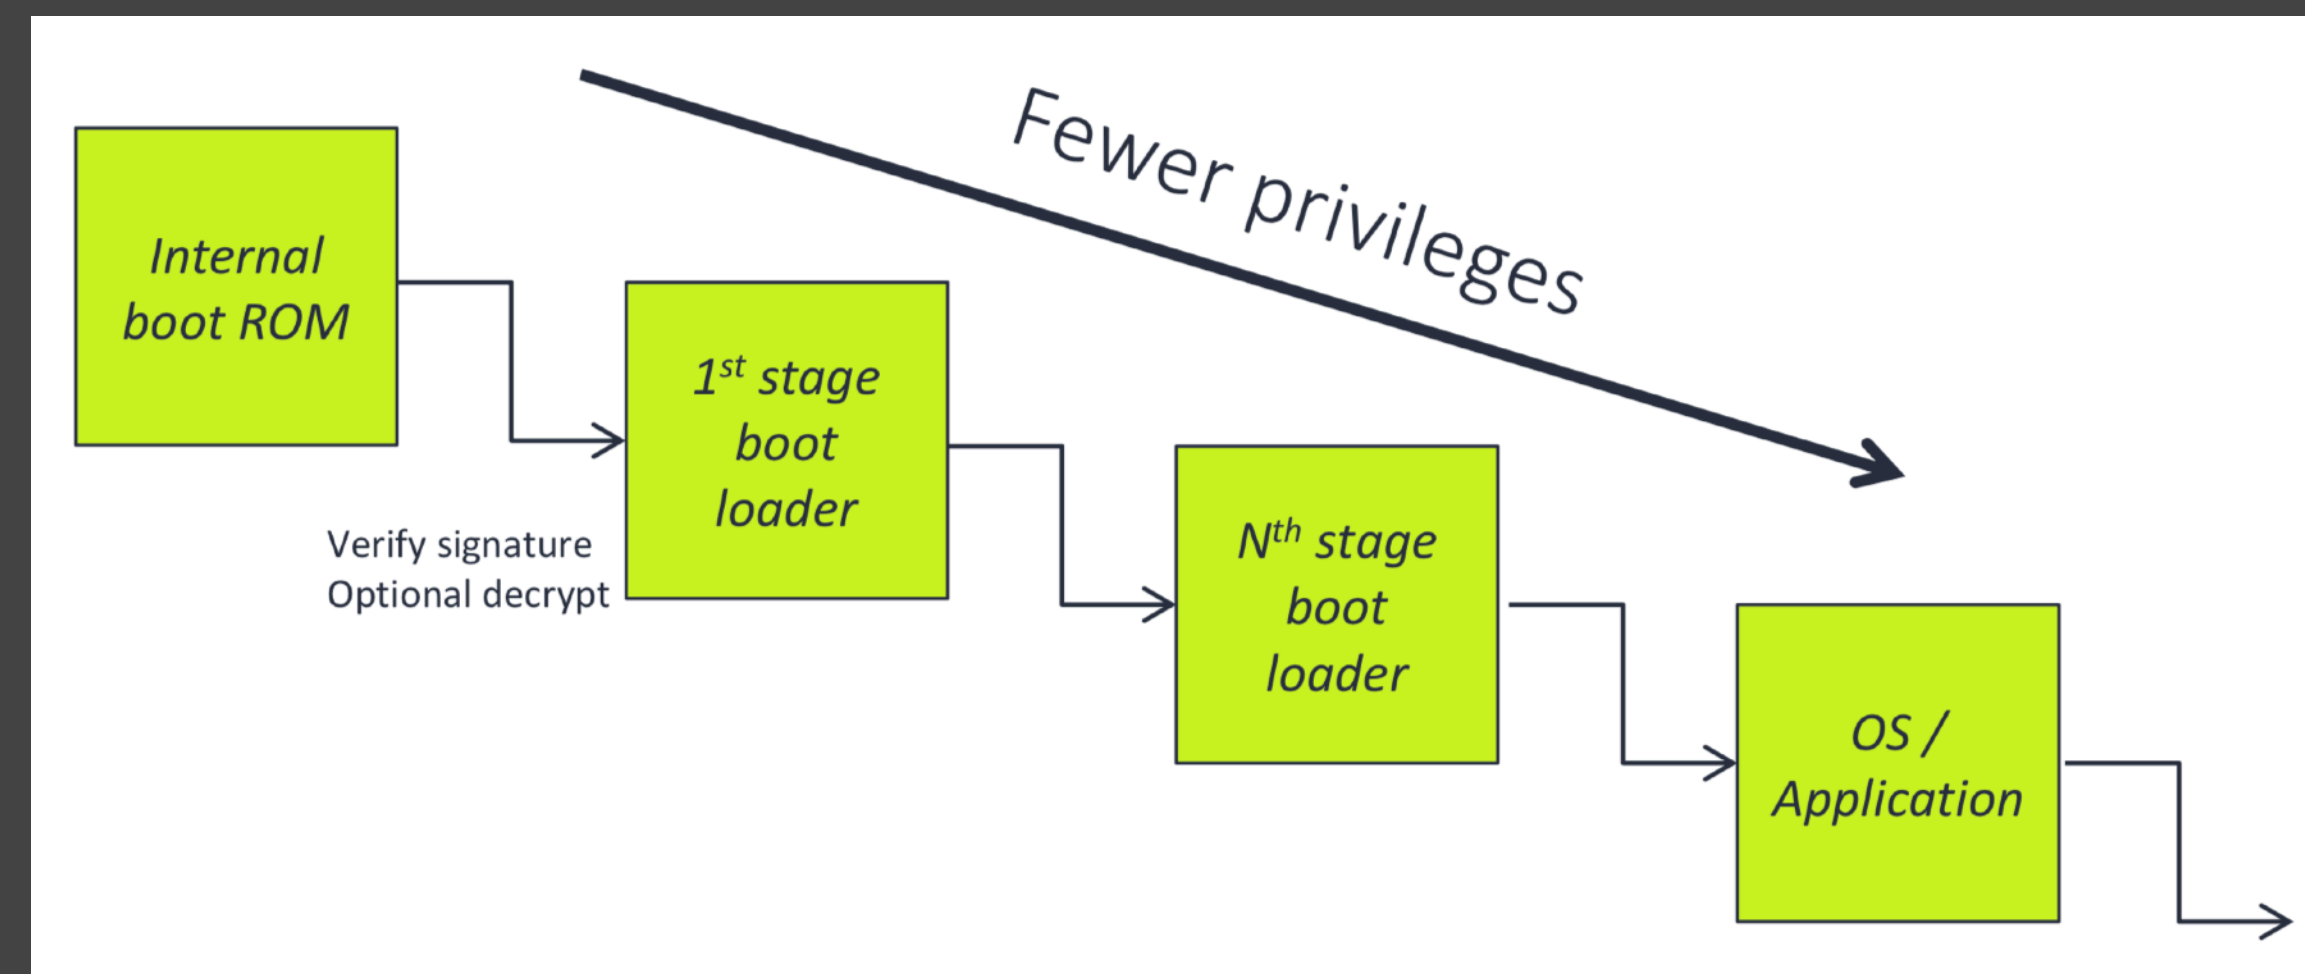 Fewer privileges
Internal
boot ROM
1st stage
boot
loader
Verify signature
Optional decrypt
Nth stage
boot
loader
OS /
Application